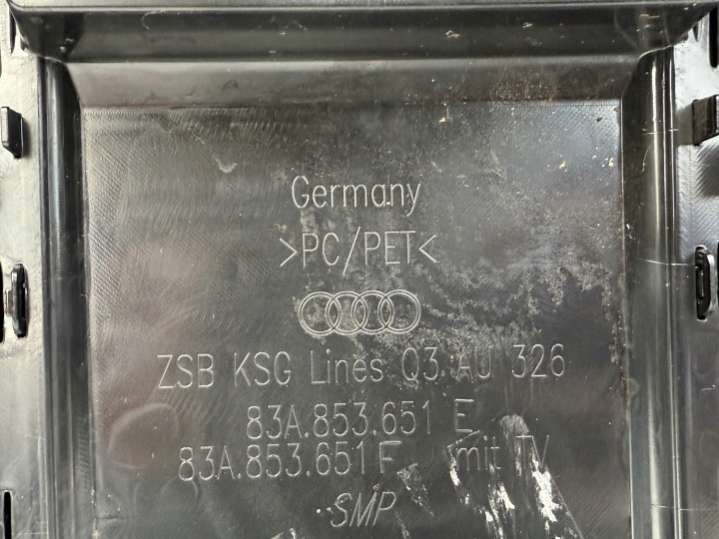 Germany
>PC/PET<
ZSB KSG Lines Q3 AU 326
83A.853.651 E
83A.853.651 F mit TV
SMP